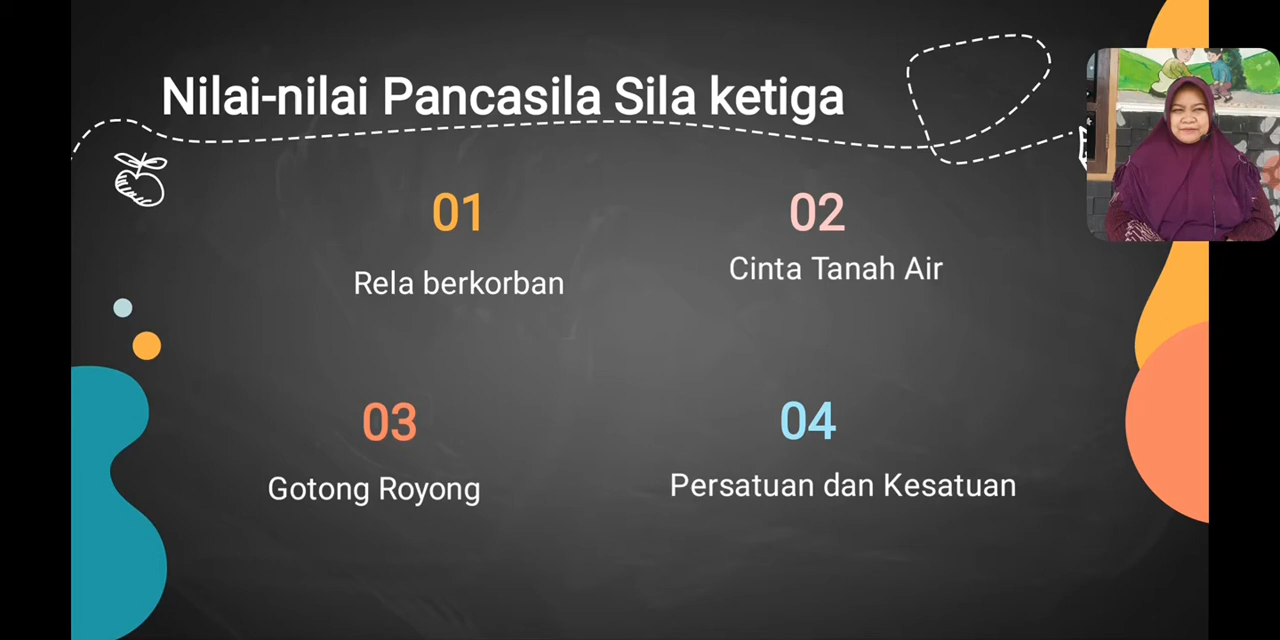 Nilai-nilai Pancasila Sila ketiga
01
Rela berkorban
02
Cinta Tanah Air
03
Gotong Royong
04
Persatuan dan Kesatuan